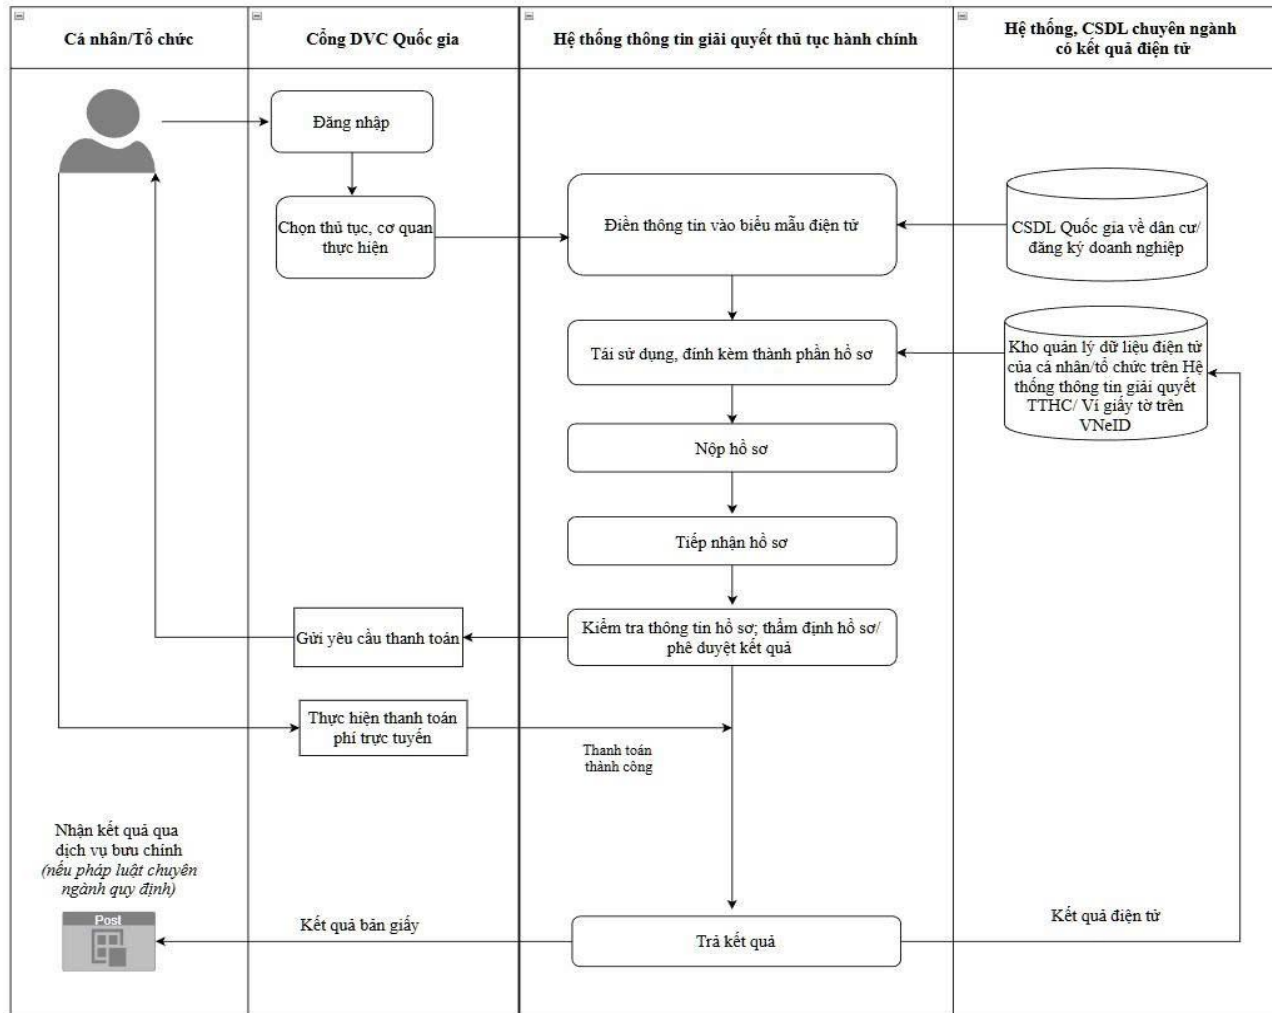 Cá nhân/Tổ chức
Cổng DVC Quốc gia
Hệ thống thông tin giải quyết thủ tục hành chính
Hệ thống, CSDL chuyên ngành
có kết quả điện tử
Đăng nhập
Chọn thủ tục, cơ quan
thực hiện
Điền thông tin vào biểu mẫu điện tử
CSDL Quốc gia về dân cư/
đăng ký doanh nghiệp
Tái sử dụng, đính kèm thành phần hồ sơ
Kho quản lý dữ liệu điện tử
của cá nhân/tổ chức trên Hệ
thống thông tin giải quyết
TTHC/ Ví giấy tờ trên
VNeID
Nộp hồ sơ
Tiếp nhận hồ sơ
Gửi yêu cầu thanh toán
Kiểm tra thông tin hồ sơ; thẩm định hồ sơ/
phê duyệt kết quả
Thực hiện thanh toán
phí trực tuyến
Thanh toán
thành công
Nhận kết quả qua
dịch vụ bưu chính
(nếu pháp luật chuyên
ngành quy định)
Post
Kết quả bản giấy
Trả kết quả
Kết quả điện tử